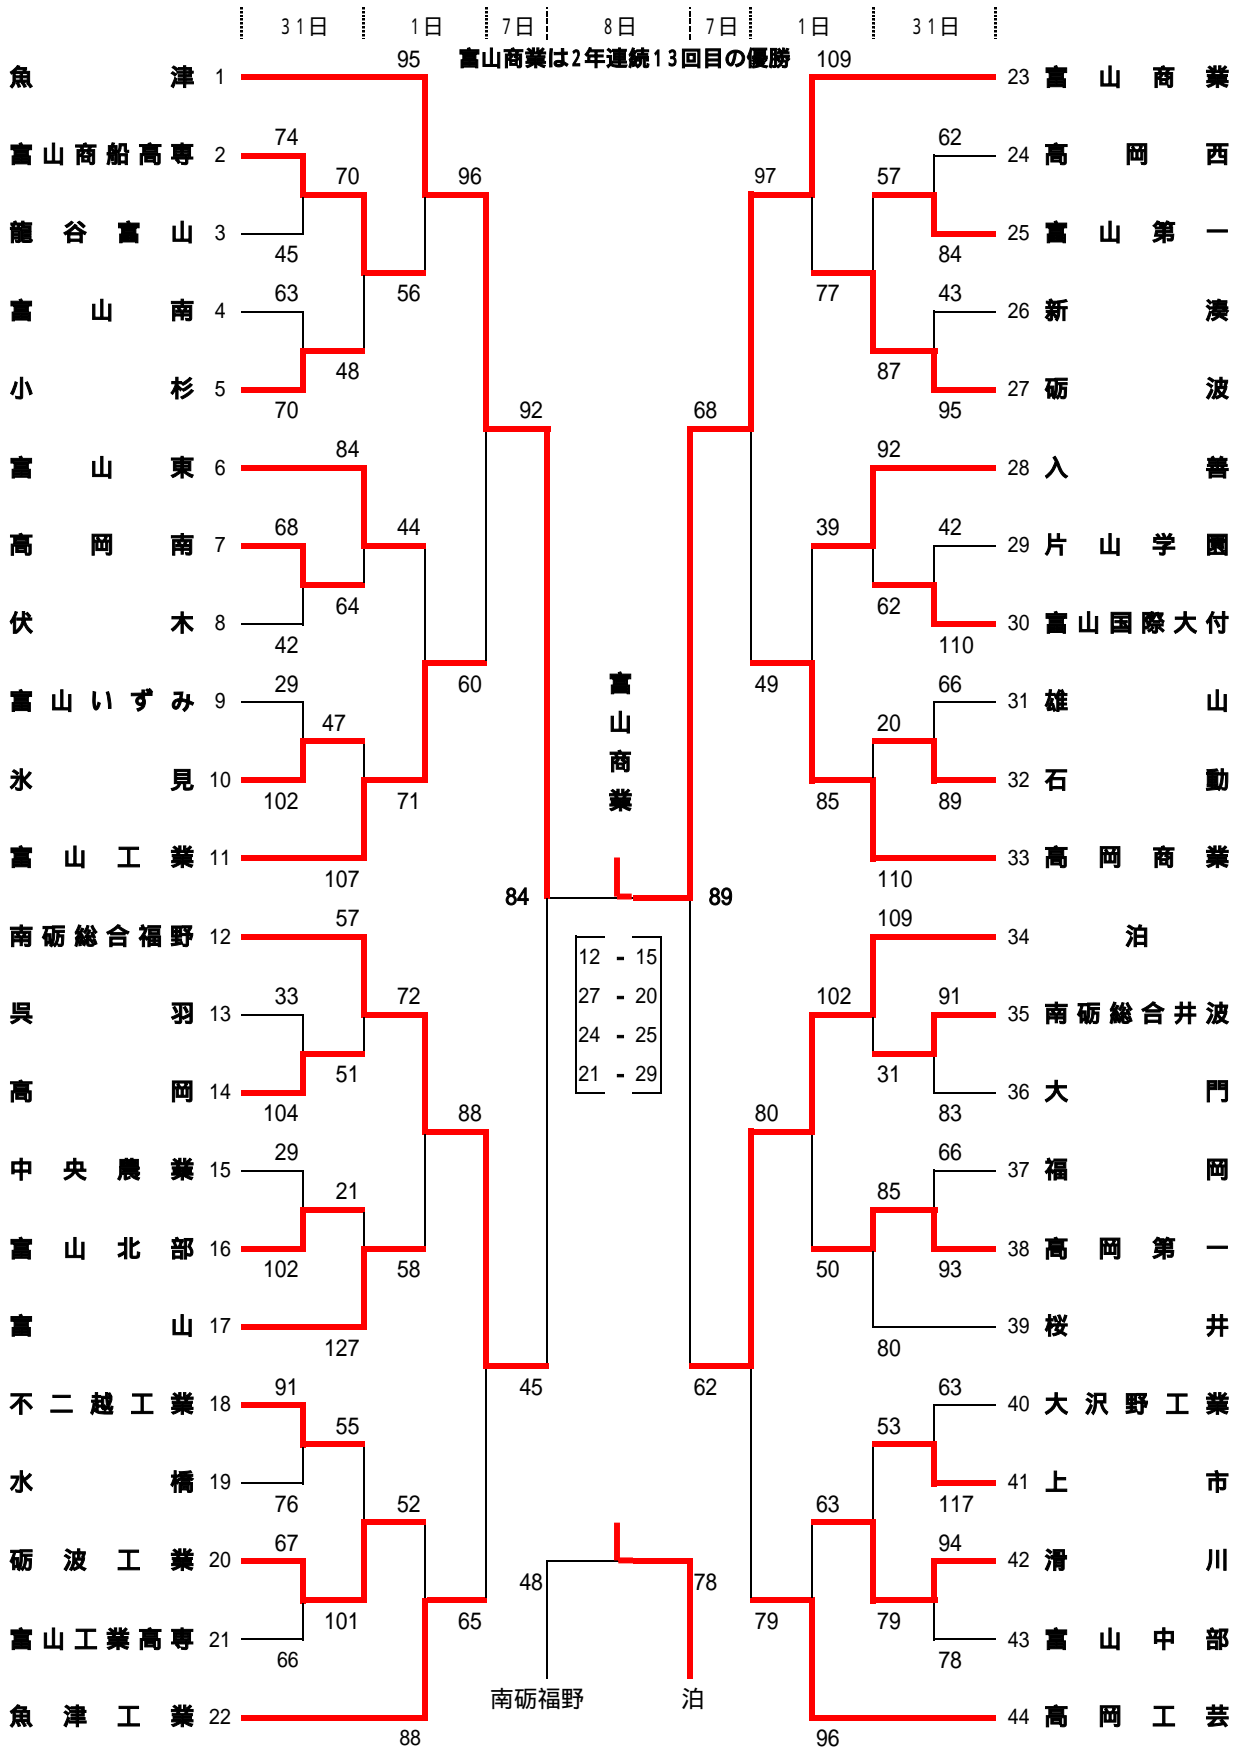 31日 1日 7日 8日 7日 1日 31日
富山商業は2年連続13回目の優勝
95 109
魚津 1 23 富山商業
74 62
富山商船高専 2 24 高岡西
70 96 97 57
龍谷富山 3 25 富山第一
45 84
63 56 77 43
富山南 4 26 新湊
48 87
小杉 5 27 砺波
70 92 68 95
84 92
富山東 6 28 入善
68 44 39 42
高岡南 7 29 片山学園
64 62
伏木 8 30 富山国際大付
42 110
29 60 49 66
富山いずみ 9 31 雄山
47 20
氷見 10 32 石動
102 71 85 89
富山工業 11 33 高岡商業
107 110
富山商業
84 89
57 109
南砺総合福野 12 34 泊
12 - 15
33 72 27 - 20 102 91
呉羽 13 35 南砺総合井波
24 - 25
51 21 - 29 31
高岡 14 36 大門
104 88 80 83
29 66
中央農業 15 37 福岡
21 85
富山北部 16 38 高岡第一
102 58 50 93
富山 17 39 桜井
127 80
91 45 62 63
不二越工業 18 40 大沢野工業
55 53
水橋 19 41 上市
76 52 63 117
67 94
砺波工業 20 42 滑川
48 78
101 65 79 79
富山工業高専 21 43 富山中部
66 78
南砺福野 泊
魚津工業 22 44 高岡工芸
88 96